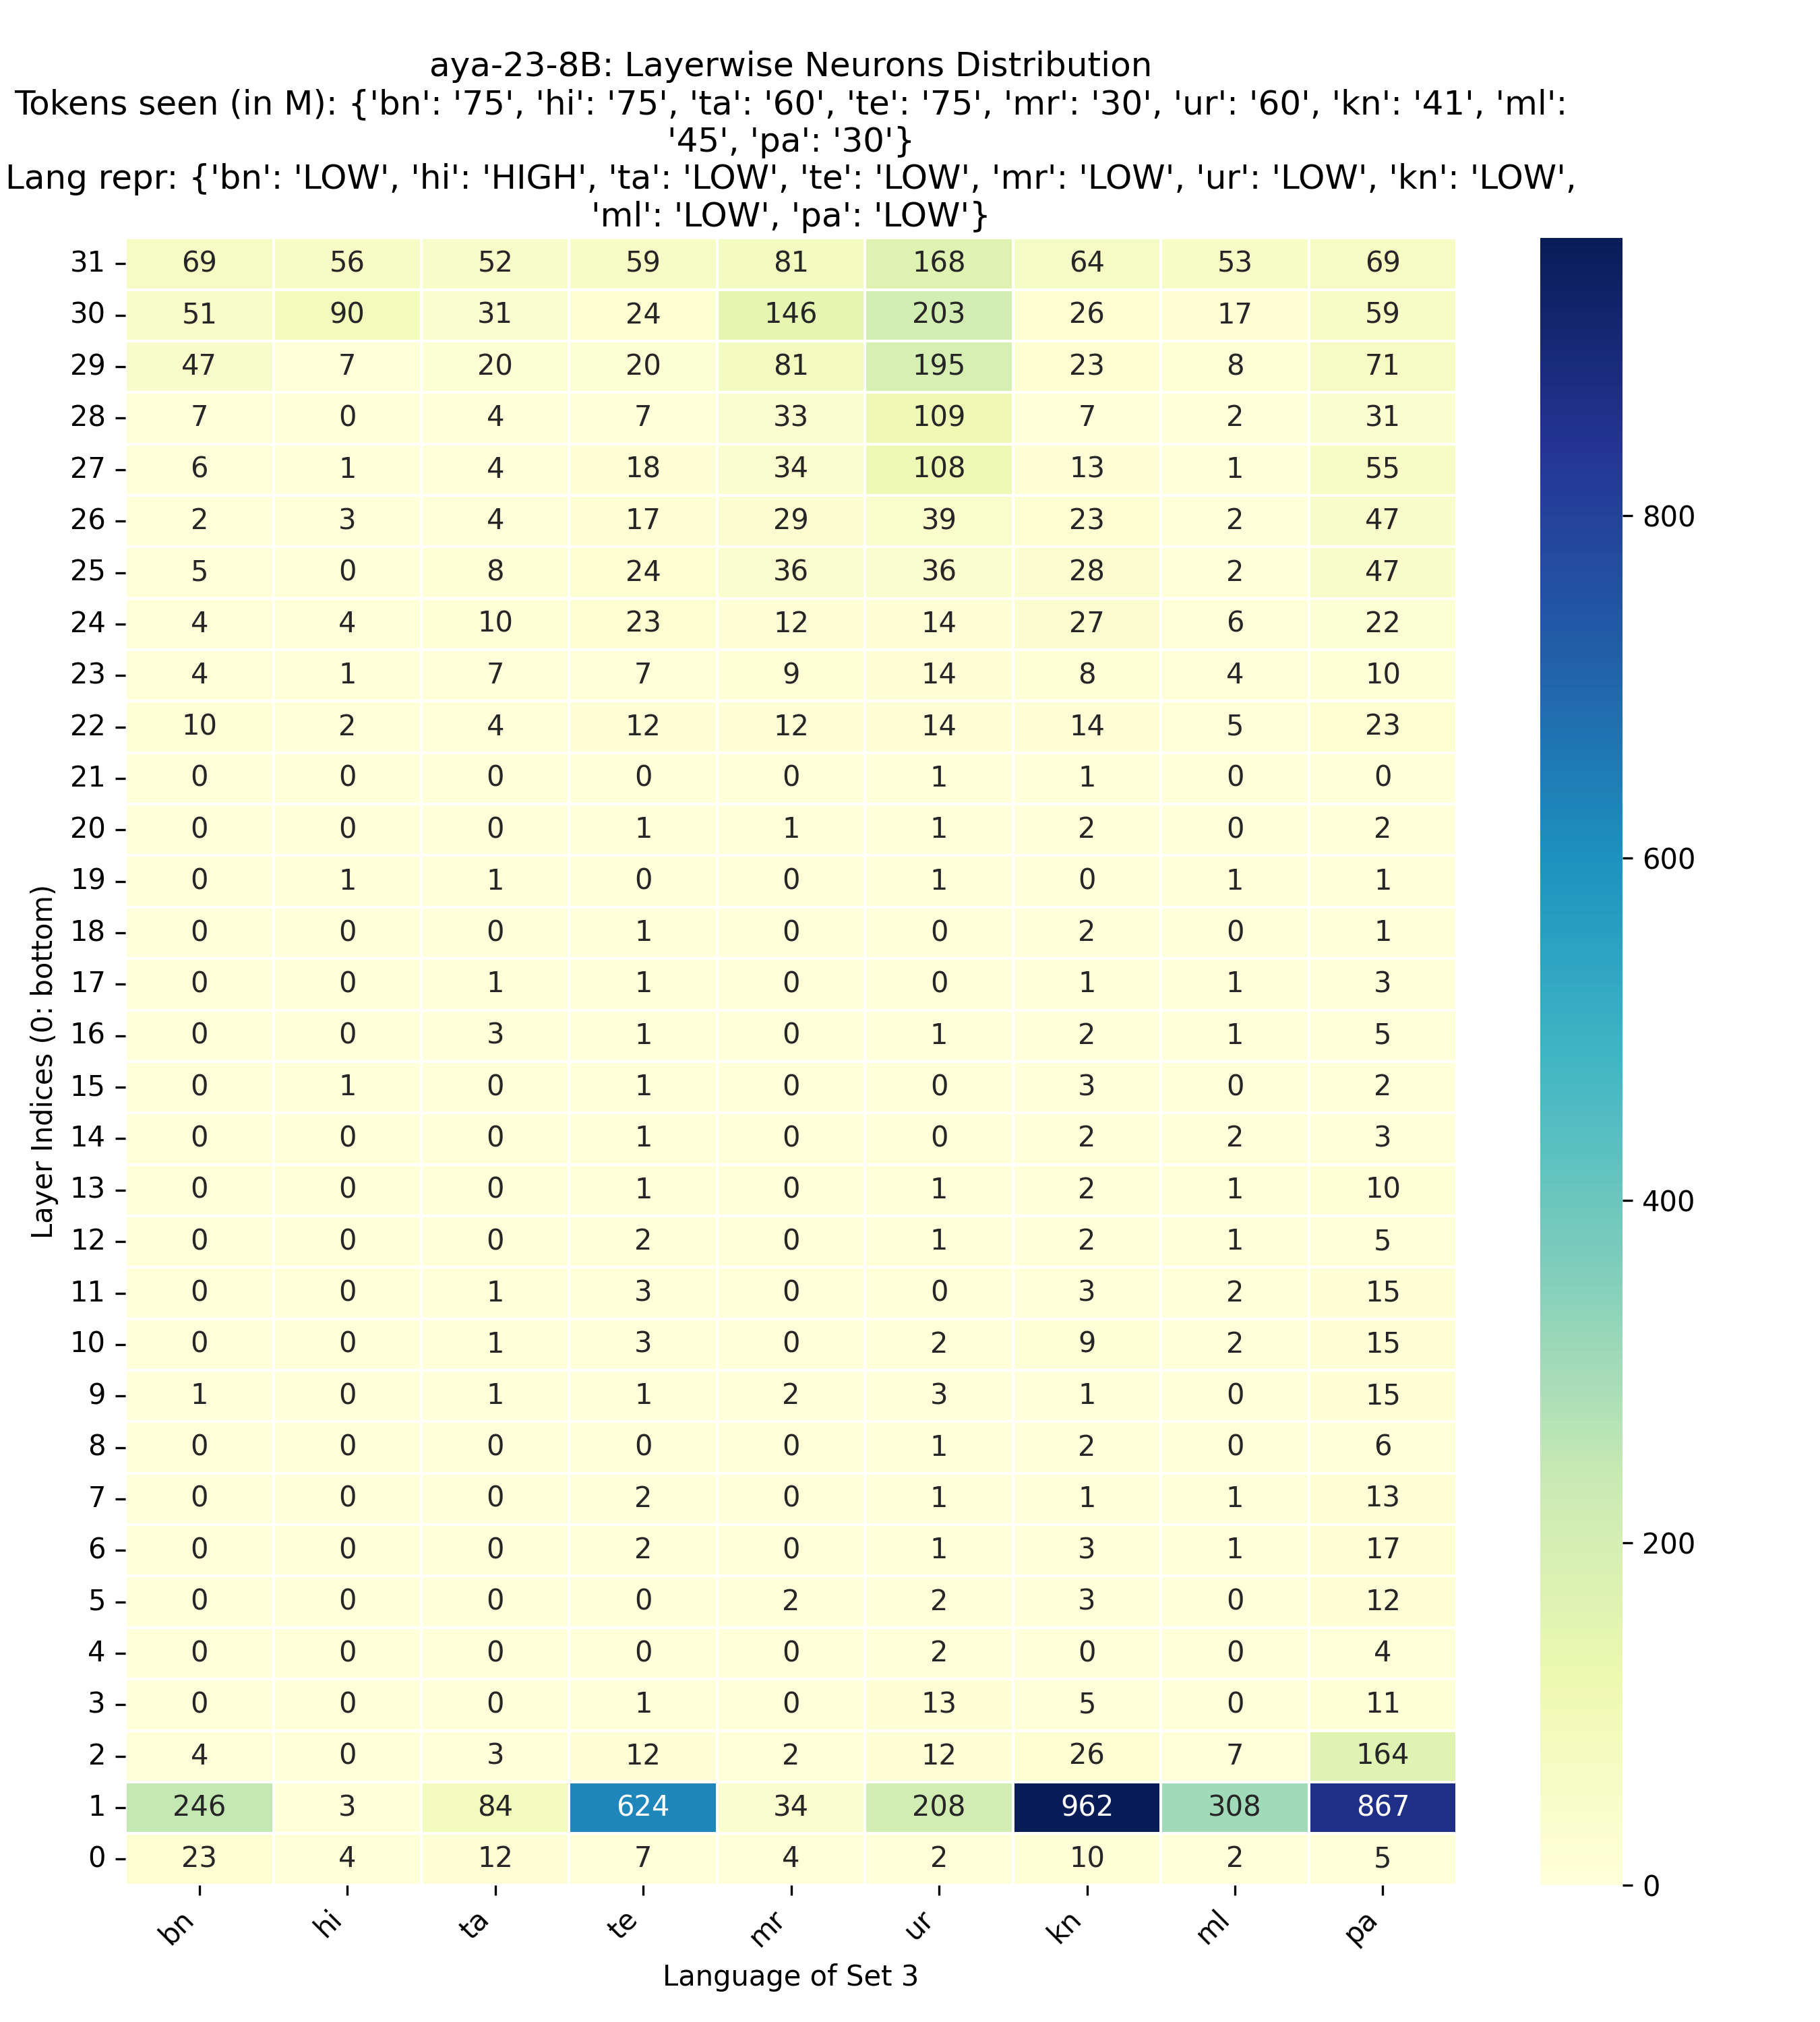 aya-23-8B: Layerwise Neurons Distribution
Tokens seen (in M): {'bn': '75', 'hi': '75', 'ta': '60', 'te': '75', 'mr': '30', 'ur': '60', 'kn': '41', 'ml':
'45', 'pa': '30'}
Lang repr: {'bn': 'LOW', 'hi': 'HIGH', 'ta': 'LOW', 'te': 'LOW', 'mr': 'LOW', 'ur': 'LOW', 'kn': 'LOW',
'ml': 'LOW', 'pa': 'LOW'}
31 69 56 52 59 81 168 64 53 69
30 51 90 31 24 146 203 26 17 59
29 47 7 20 20 81 195 23 8 71
28 7 0 4 7 33 109 7 2 31
27 6 1 4 18 34 108 13 1 55
26 2 3 4 17 29 39 23 2 47
25 5 0 8 24 36 36 28 2 47
24 4 4 10 23 12 14 27 6 22
23 4 1 7 7 9 14 8 4 10
22 10 2 4 12 12 14 14 5 23
21 0 0 0 0 0 1 1 0 0
20 0 0 0 1 1 1 2 0 2
19 0 1 1 0 0 1 0 1 1
18 0 0 0 1 0 0 2 0 1
17 0 0 1 1 0 0 1 1 3
16 0 0 3 1 0 1 2 1 5
15 0 1 0 1 0 0 3 0 2
14 0 0 0 1 0 0 2 2 3
13 0 0 0 1 0 1 2 1 10
12 0 0 0 2 0 1 2 1 5
11 0 0 1 3 0 0 3 2 15
10 0 0 1 3 0 2 9 2 15
9 1 0 1 1 2 3 1 0 15
8 0 0 0 0 0 1 2 0 6
7 0 0 0 2 0 1 1 1 13
6 0 0 0 2 0 1 3 1 17
5 0 0 0 0 2 2 3 0 12
4 0 0 0 0 0 2 0 0 4
3 0 0 0 1 0 13 5 0 11
2 4 0 3 12 2 12 26 7 164
1 246 3 84 624 34 208 962 308 867
0 23 4 12 7 4 2 10 2 5
bn hi ta te mr ur kn ml pa
Language of Set 3
Layer Indices (0: bottom)
800
600
400
200
0